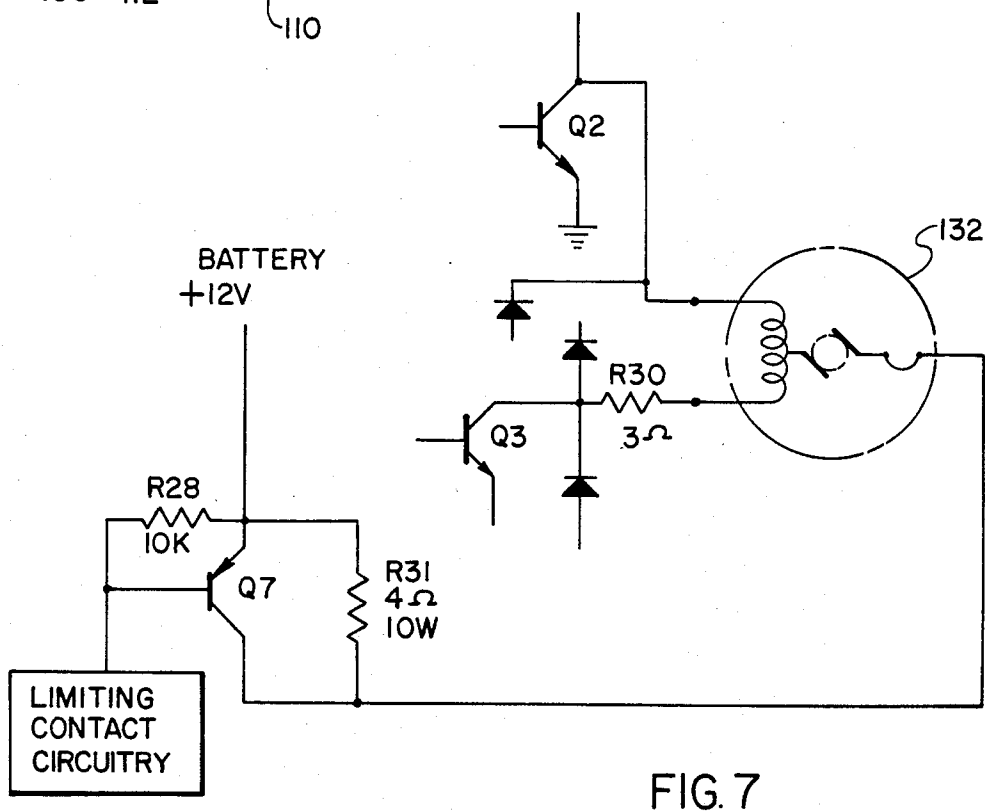 110
Q2
132
BATTERY
+12V
R30
3Ω
Q3
R28
10K
Q7
R31
4Ω
10W
LIMITING
CONTACT
CIRCUITRY
FIG. 7